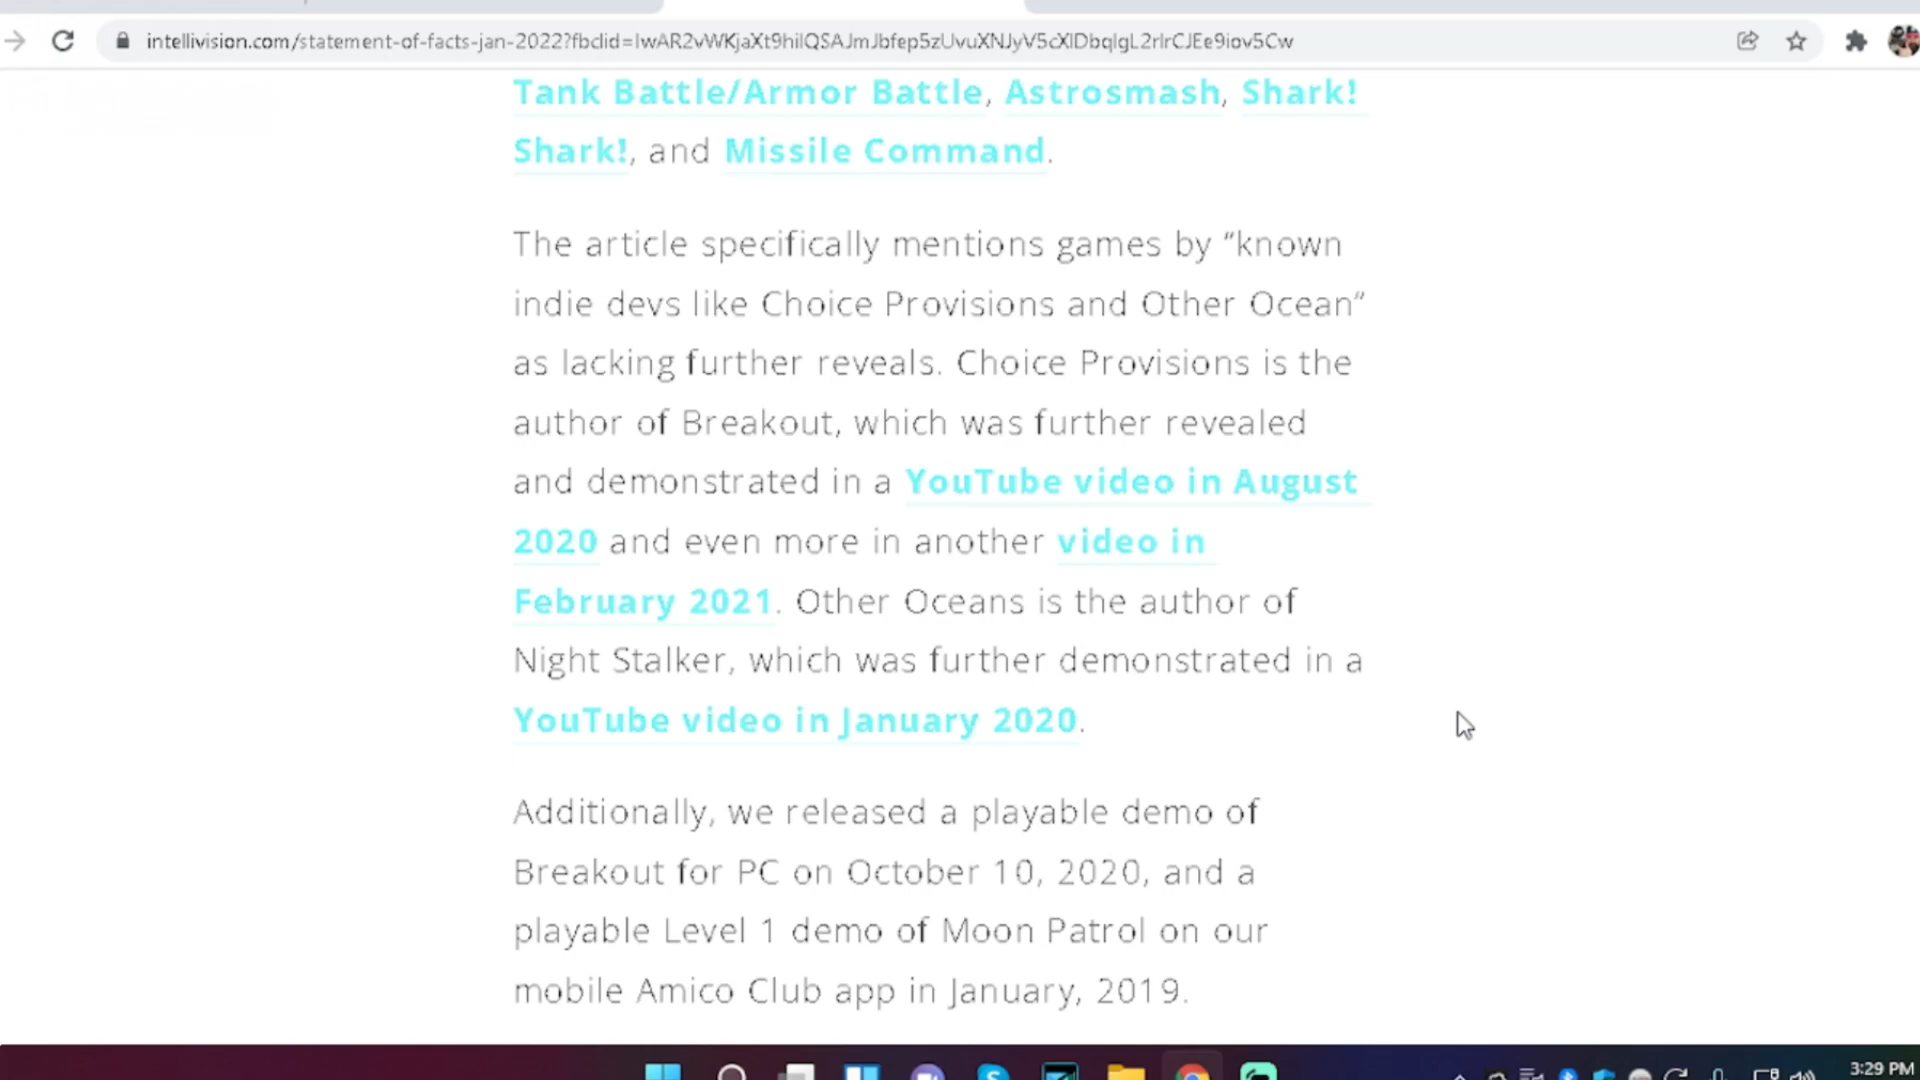 intellivision.com/statement-of-facts-jan-2022?fbclid=IwAR2vWKjaXt9hiIQSAJmJbfep5zUvuXNJyV5cXIDbqIgL2rIrCJEe9iov5Cw
Tank Battle/Armor Battle, Astrosmash, Shark!
Shark!, and Missile Command.
The article specifically mentions games by “known
indie devs like Choice Provisions and Other Ocean”
as lacking further reveals. Choice Provisions is the
author of Breakout, which was further revealed
and demonstrated in a YouTube video in August
2020 and even more in another video in
February 2021. Other Oceans is the author of
Night Stalker, which was further demonstrated in a
YouTube video in January 2020.
Additionally, we released a playable demo of
Breakout for PC on October 10, 2020, and a
playable Level 1 demo of Moon Patrol on our
mobile Amico Club app in January, 2019.
3:29 PM